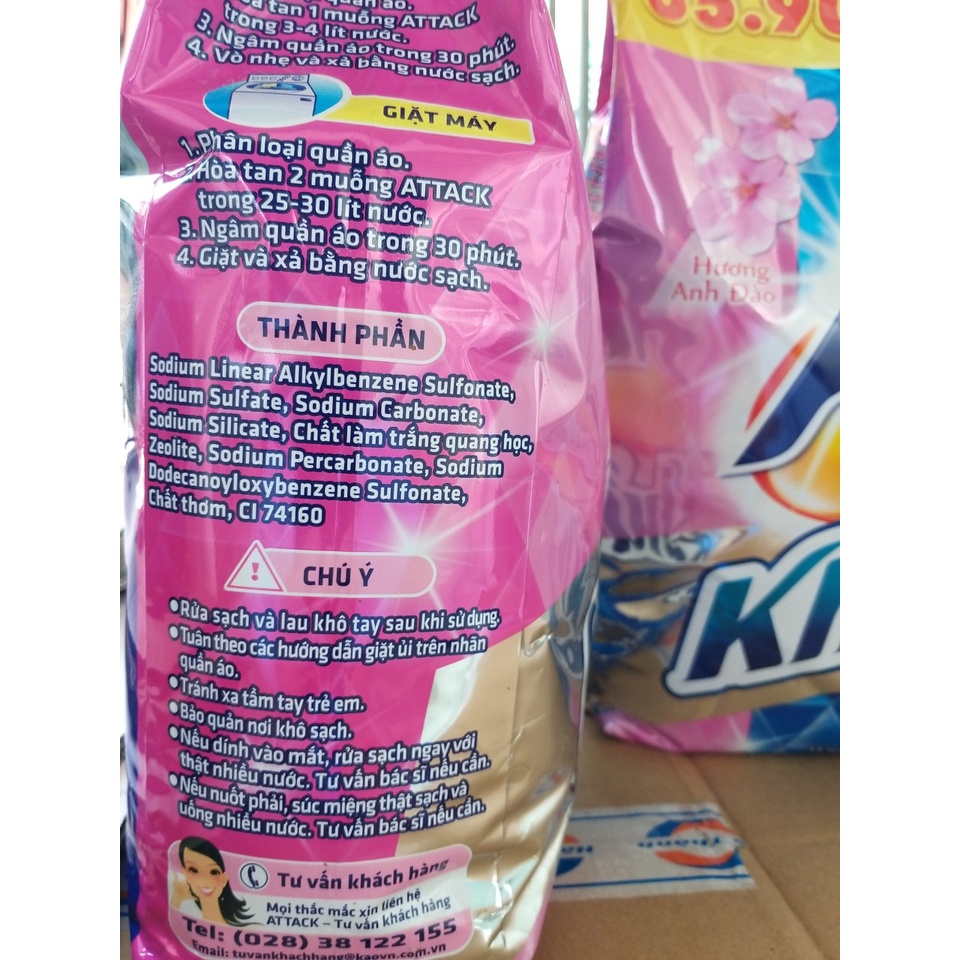 quần áo.
Hòa tan 1 muỗng ATTACK
trong 3-4 lít nước.
3. Ngâm quần áo trong 30 phút.
4. Vò nhẹ và xả bằng nước sạch.
GIẶT MÁY
1. Phân loại quần áo.
Hòa tan 2 muỗng ATTACK
trong 25-30 lít nước.
3. Ngâm quần áo trong 30 phút.
4. Giặt và xả bằng nước sạch.
THÀNH PHẦN
Sodium Linear Alkylbenzene Sulfonate,
Sodium Sulfate, Sodium Carbonate,
Sodium Silicate, Chất làm trắng quang học,
Zeolite, Sodium Percarbonate, Sodium
Dodecanoyloxybenzene Sulfonate,
Chất thơm, CI 74160
CHÚ Ý
•Rửa sạch và lau khô tay sau khi sử dụng.
•Tuân theo các hướng dẫn giặt ủi trên nhãn
quần áo.
•Tránh xa tầm tay trẻ em.
•Bảo quản nơi khô sạch.
•Nếu dính vào mắt, rửa sạch ngay với
thật nhiều nước. Tư vấn bác sĩ nếu cần.
•Nếu nuốt phải, súc miệng thật sạch và
uống nhiều nước. Tư vấn bác sĩ nếu cần.
Tư vấn khách hàng
Mọi thắc mắc xin liên hệ
ATTACK – Tư vấn khách hàng
Tel: (028) 38 122 155
Email: tuvankhachhang@kaovn.com.vn
Hương
Anh Đào
Thành